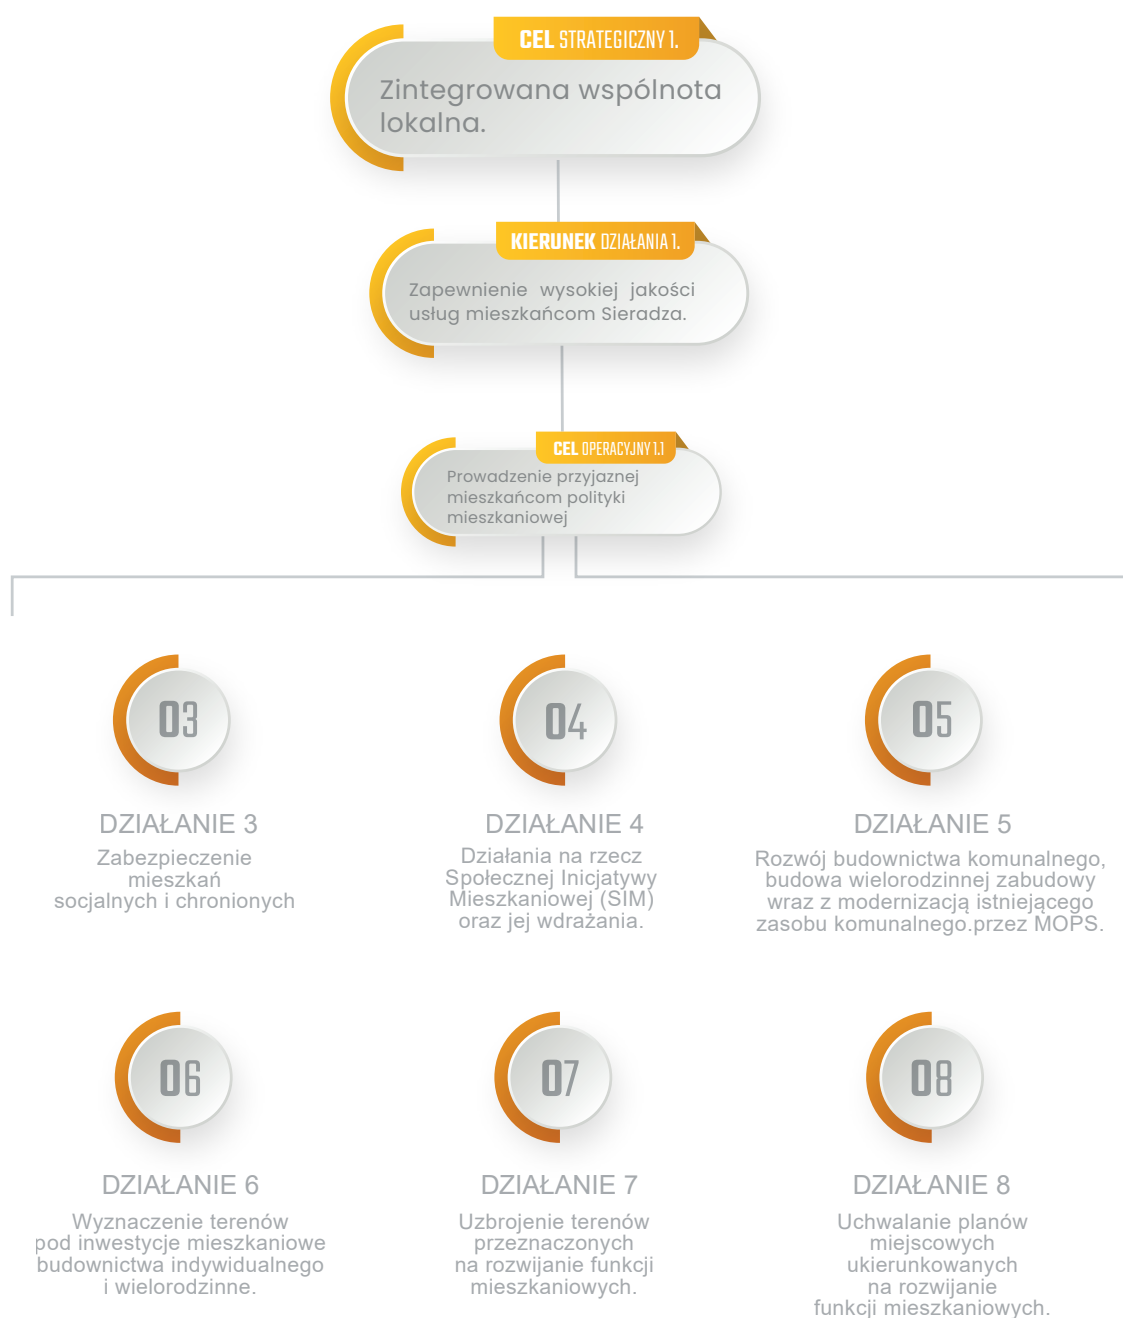 CEL STRATEGICZNY 1.
Zintegrowana wspólnota
lokalna.
KIERUNEK DZIAŁANIA 1.
Zapewnienie wysokiej jakości
usług mieszkańcom Sieradza.
CEL OPERACYJNY 1.1
Prowadzenie przyjaznej
mieszkańcom polityki
mieszkaniowej
03
DZIAŁANIE 3
Zabezpieczenie
mieszkań
socjalnych i chronionych
04
DZIAŁANIE 4
Działania na rzecz
Społecznej Inicjatywy
Mieszkaniowej (SIM)
oraz jej wdrażania.
05
DZIAŁANIE 5
Rozwój budownictwa komunalnego,
budowa wielorodzinnej zabudowy
wraz z modernizacją istniejącego
zasobu komunalnego.przez MOPS.
06
DZIAŁANIE 6
Wyznaczenie terenów
pod inwestycje mieszkaniowe
budownictwa indywidualnego
i wielorodzinne.
07
DZIAŁANIE 7
Uzbrojenie terenów
przeznaczonych
na rozwijanie funkcji
mieszkaniowych.
08
DZIAŁANIE 8
Uchwalanie planów
miejscowych
ukierunkowanych
na rozwijanie
funkcji mieszkaniowych.